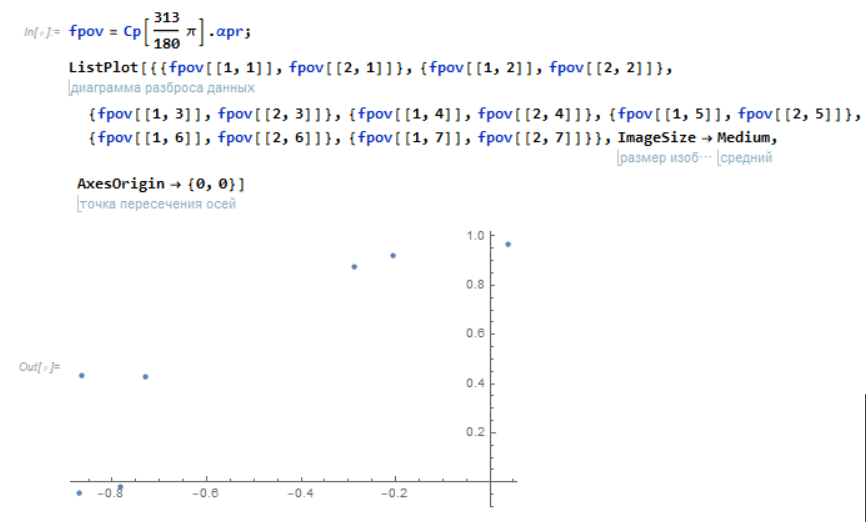 In[•]:= fpov = Cp[313/180 π].αpr;
ListPlot[{{fpov[[1, 1]], fpov[[2, 1]]}, {fpov[[1, 2]], fpov[[2, 2]]},
диаграмма разброса данных
{fpov[[1, 3]], fpov[[2, 3]]}, {fpov[[1, 4]], fpov[[2, 4]]}, {fpov[[1, 5]], fpov[[2, 5]]},
{fpov[[1, 6]], fpov[[2, 6]]}, {fpov[[1, 7]], fpov[[2, 7]]}}, ImageSize → Medium,
размер изоб⋯ средний
AxesOrigin → {0, 0}]
точка пересечения осей
Out[•]=
1.0
0.8
0.6
0.4
0.2
-0.8 -0.6 -0.4 -0.2